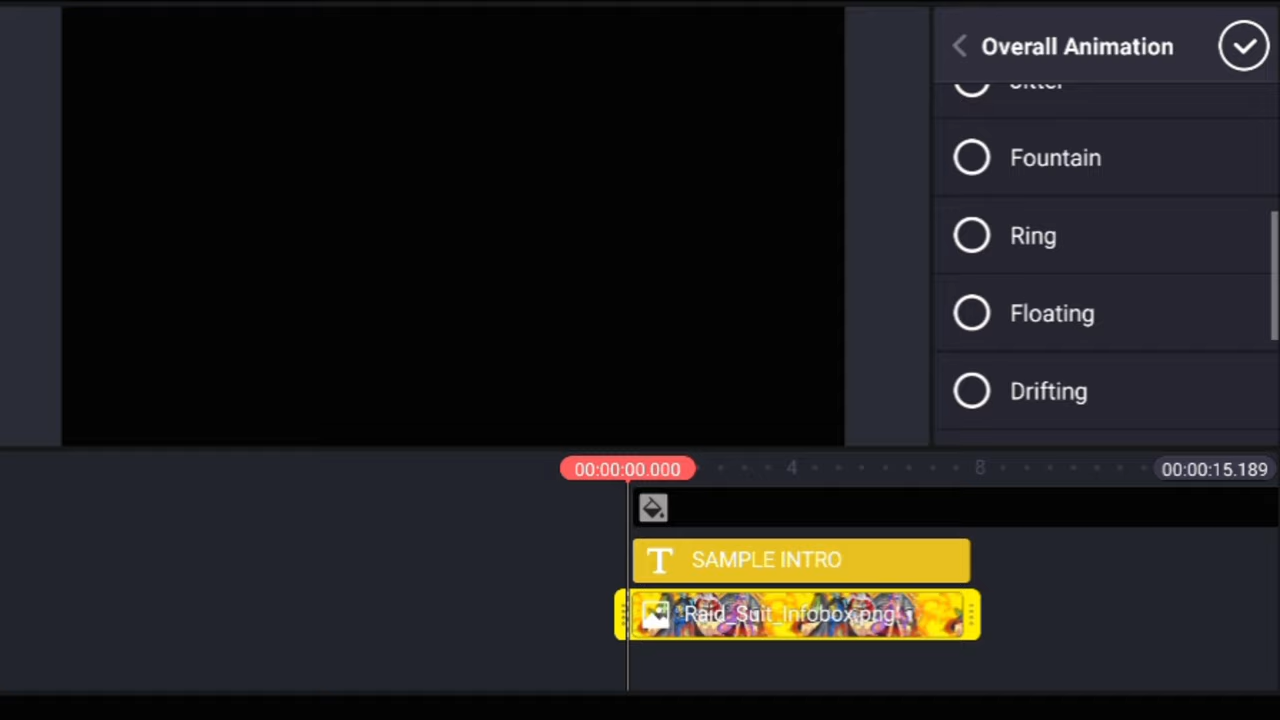 Overall Animation
Jitter
Fountain
Ring
Floating
Drifting
00:00:00.000
4
8
00:00:15.189
T SAMPLE INTRO
Raid_Suit_Infobox.png